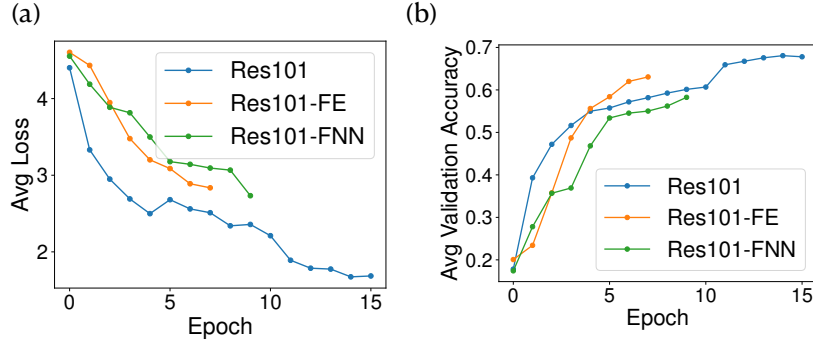 (a)
4
3
2
Avg Loss
Res101
Res101-FE
Res101-FNN
0 5 10 15
Epoch
(b)
0.7
0.6
0.5
0.4
0.3
0.2
Avg Validation Accuracy
Res101
Res101-FE
Res101-FNN
0 5 10 15
Epoch